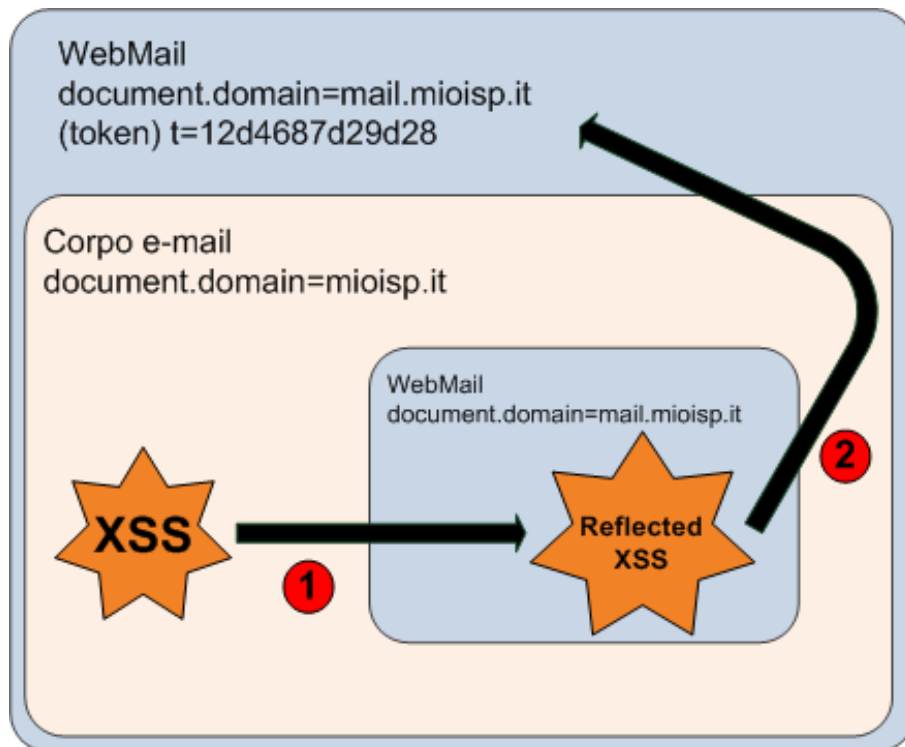 WebMail
document.domain=mail.mioisp.it
(token) t=12d4687d29d28
Corpo e-mail
document.domain=mioisp.it
WebMail
document.domain=mail.mioisp.it
XSS
1
Reflected
XSS
2